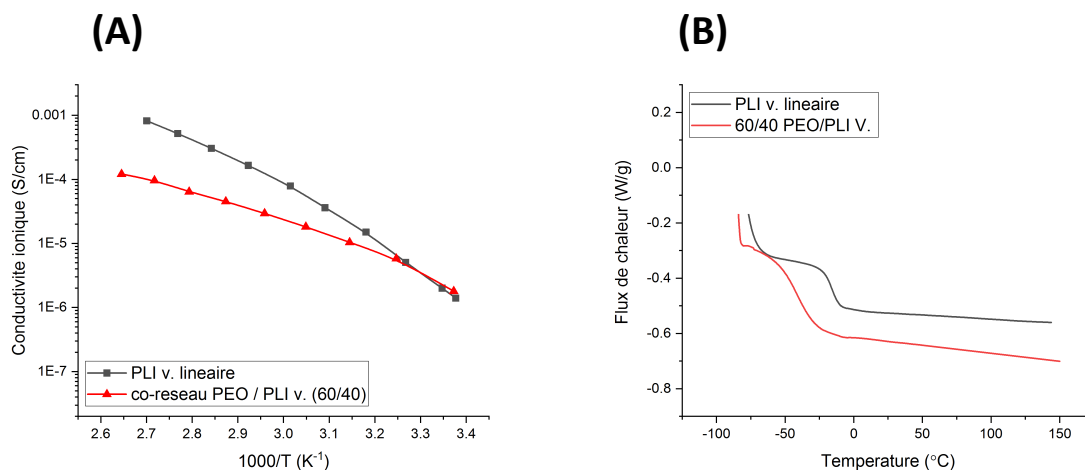 (A)
(B)
Conductivite ionique (S/cm)
0.001
1E-4
1E-5
1E-6
1E-7
PLI v. lineaire
co-reseau PEO / PLI v. (60/40)
2.6 2.7 2.8 2.9 3.0 3.1 3.2 3.3 3.4
1000/T (K⁻¹)
Flux de chaleur (W/g)
PLI v. lineaire
60/40 PEO/PLI V.
0.2
0.0
-0.2
-0.4
-0.6
-0.8
-100 -50 0 50 100 150
Temperature (°C)